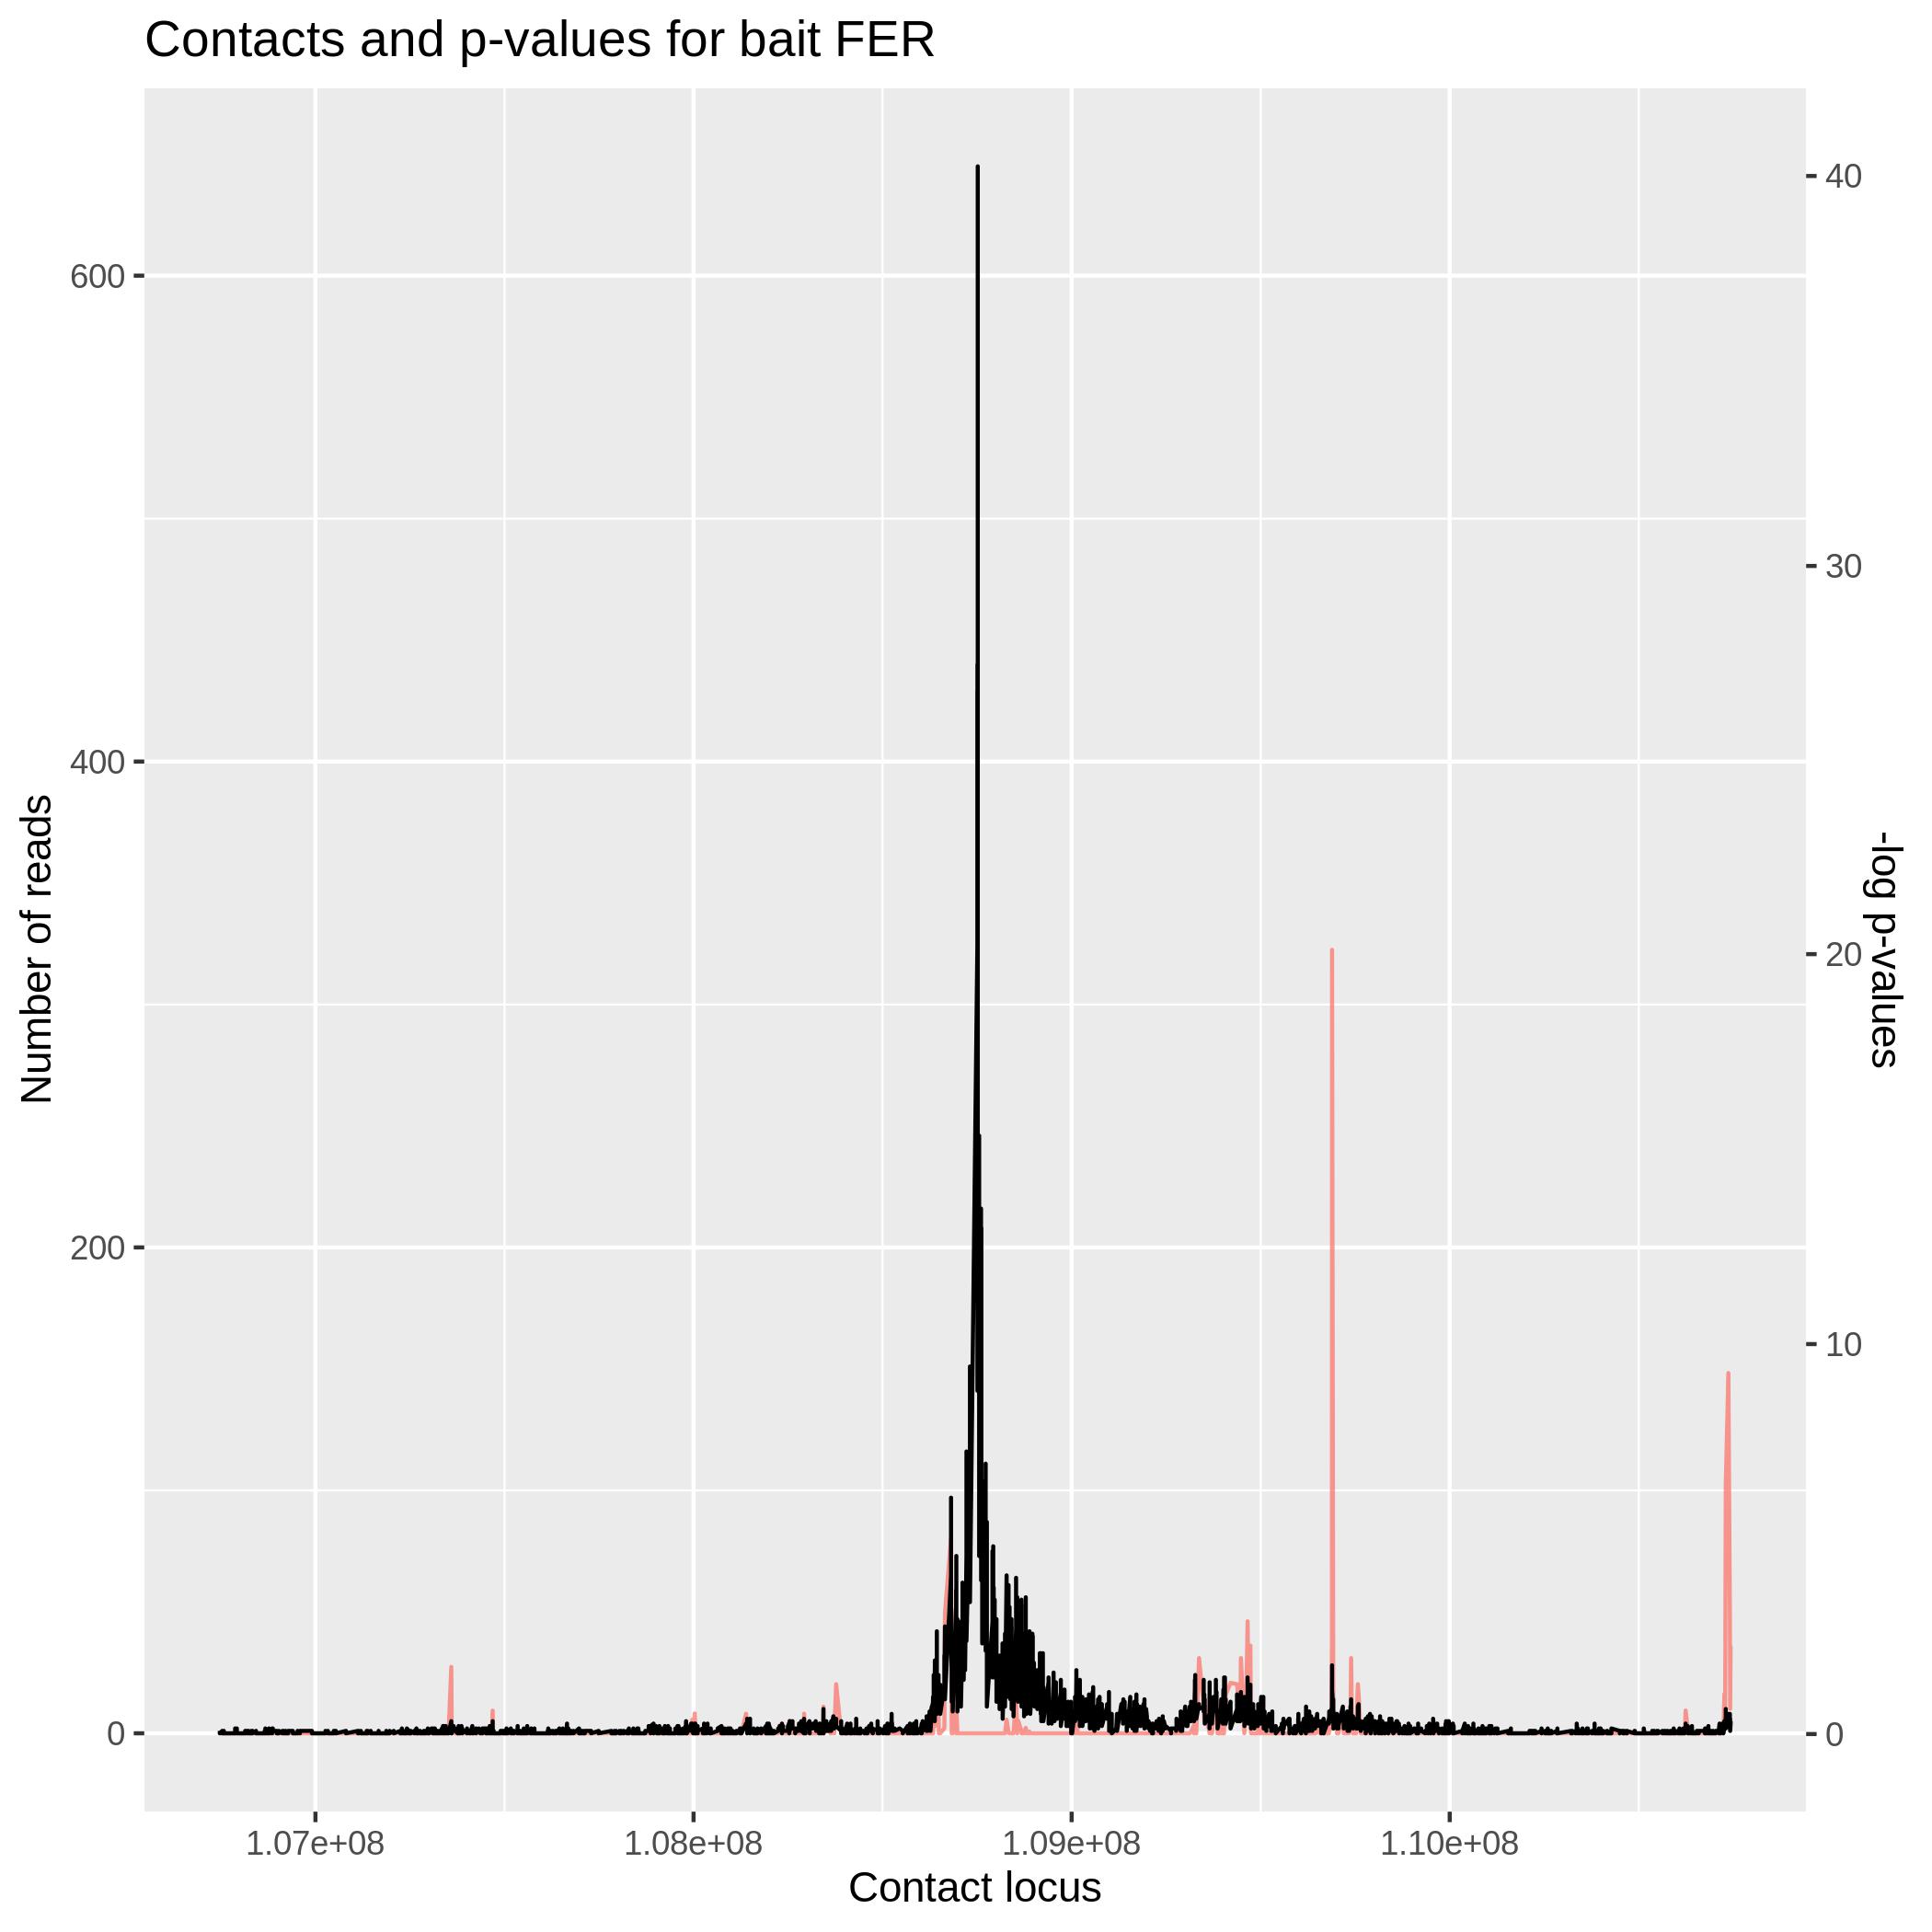 Contacts and p-values for bait FER
600
400
200
0
40
30
20
10
0
Number of reads
-log p-values
1.07e+08
1.08e+08
1.09e+08
1.10e+08
Contact locus